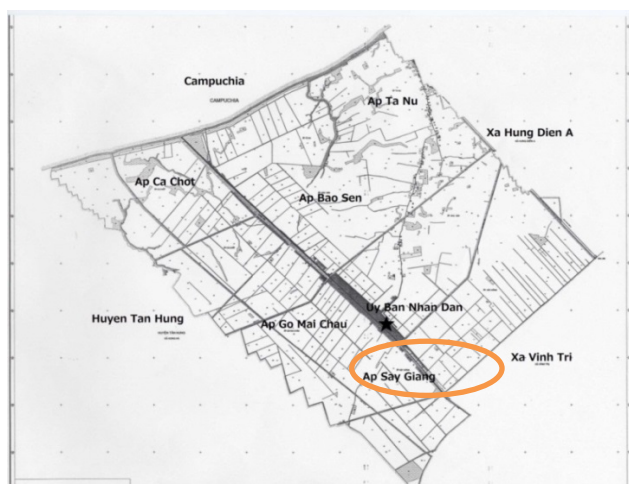 Campuchia
CAMPUCHIA
Ap Ta Nu
Xa Hung Dien A
Ap Ca Chot
Ap Bao Sen
Uy Ban Nhan Dan
Huyen Tan Hung
Ap Go Mai Chau
Xa Vinh Tri
Ap Say Giang